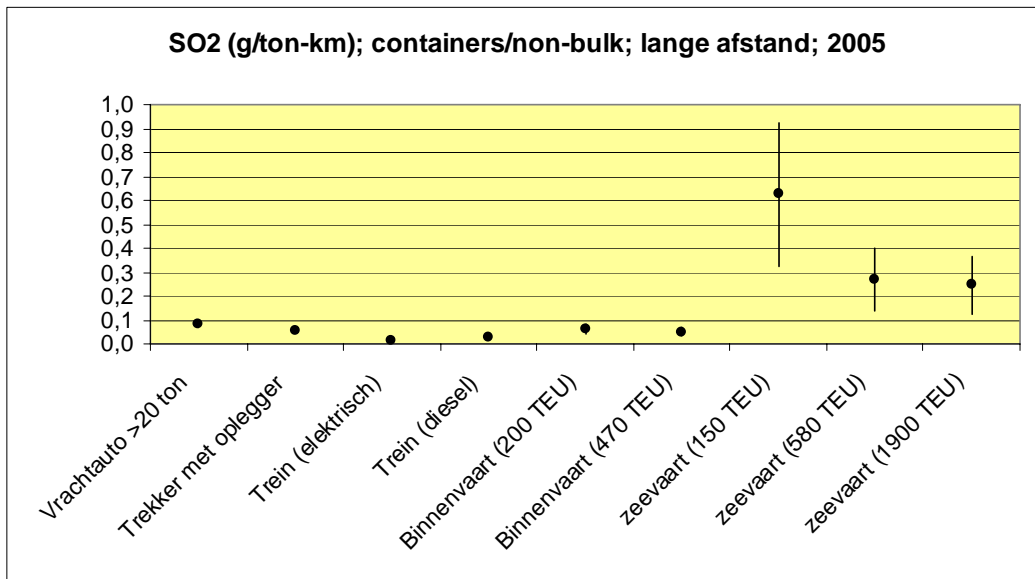 SO2 (g/ton-km); containers/non-bulk; lange afstand; 2005
1,0
0,9
0,8
0,7
0,6
0,5
0,4
0,3
0,2
0,1
0,0
Vrachtauto >20 ton
Trekker met oplegger
Trein (elektrisch)
Trein (diesel)
Binnenvaart (200 TEU)
Binnenvaart (470 TEU)
zeevaart (150 TEU)
zeevaart (580 TEU)
zeevaart (1900 TEU)